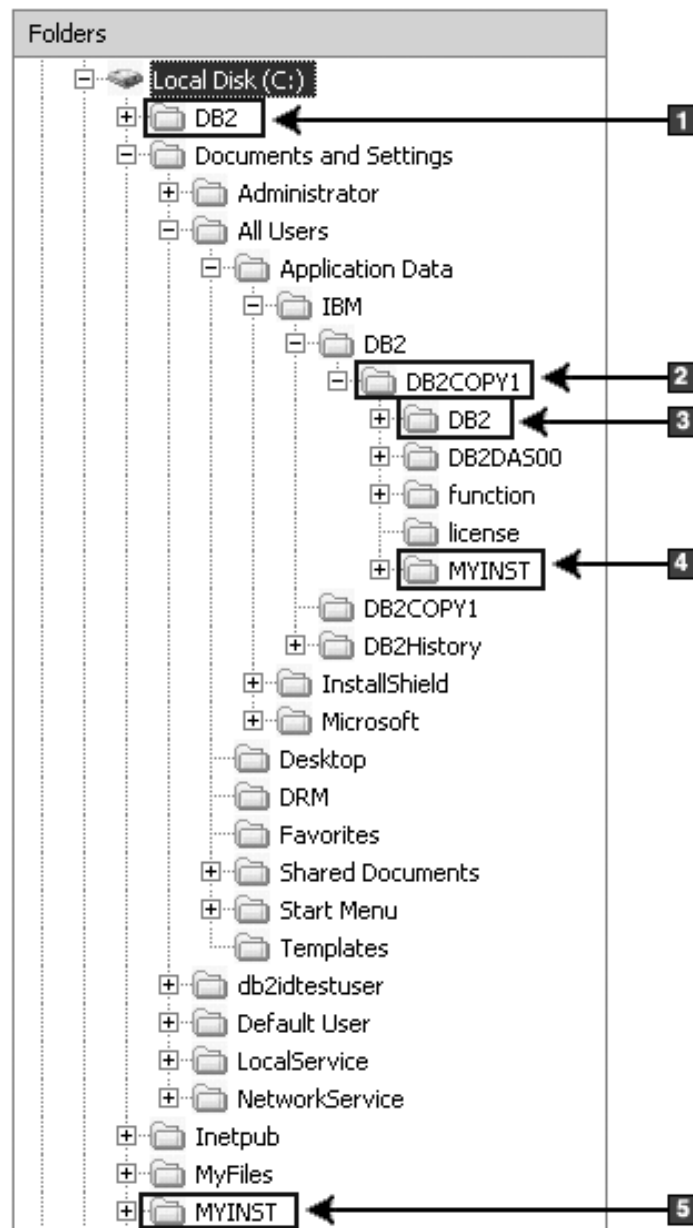 Folders
Local Disk (C:)
DB2 1
Documents and Settings
Administrator
All Users
Application Data
IBM
DB2
DB2COPY1 2
DB2 3
DB2DAS00
function
license
MYINST 4
DB2COPY1
DB2History
InstallShield
Microsoft
Desktop
DRM
Favorites
Shared Documents
Start Menu
Templates
db2idtestuser
Default User
LocalService
NetworkService
Inetpub
MyFiles
MYINST 5